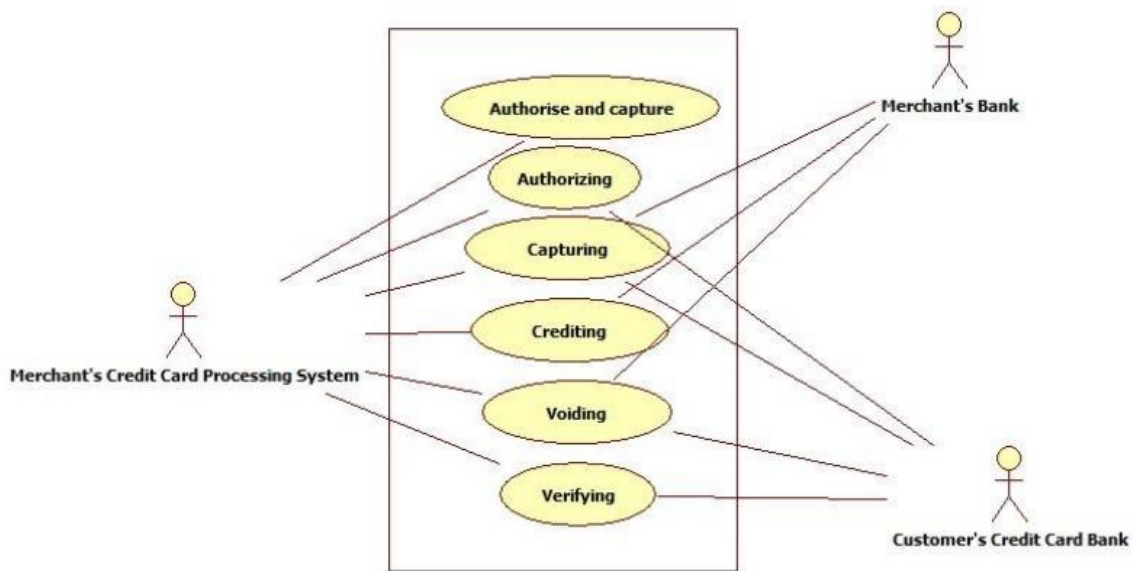 Authorise and capture
Merchant's Bank
Authorizing
Capturing
Crediting
Merchant's Credit Card Processing System
Voiding
Verifying
Customer's Credit Card Bank